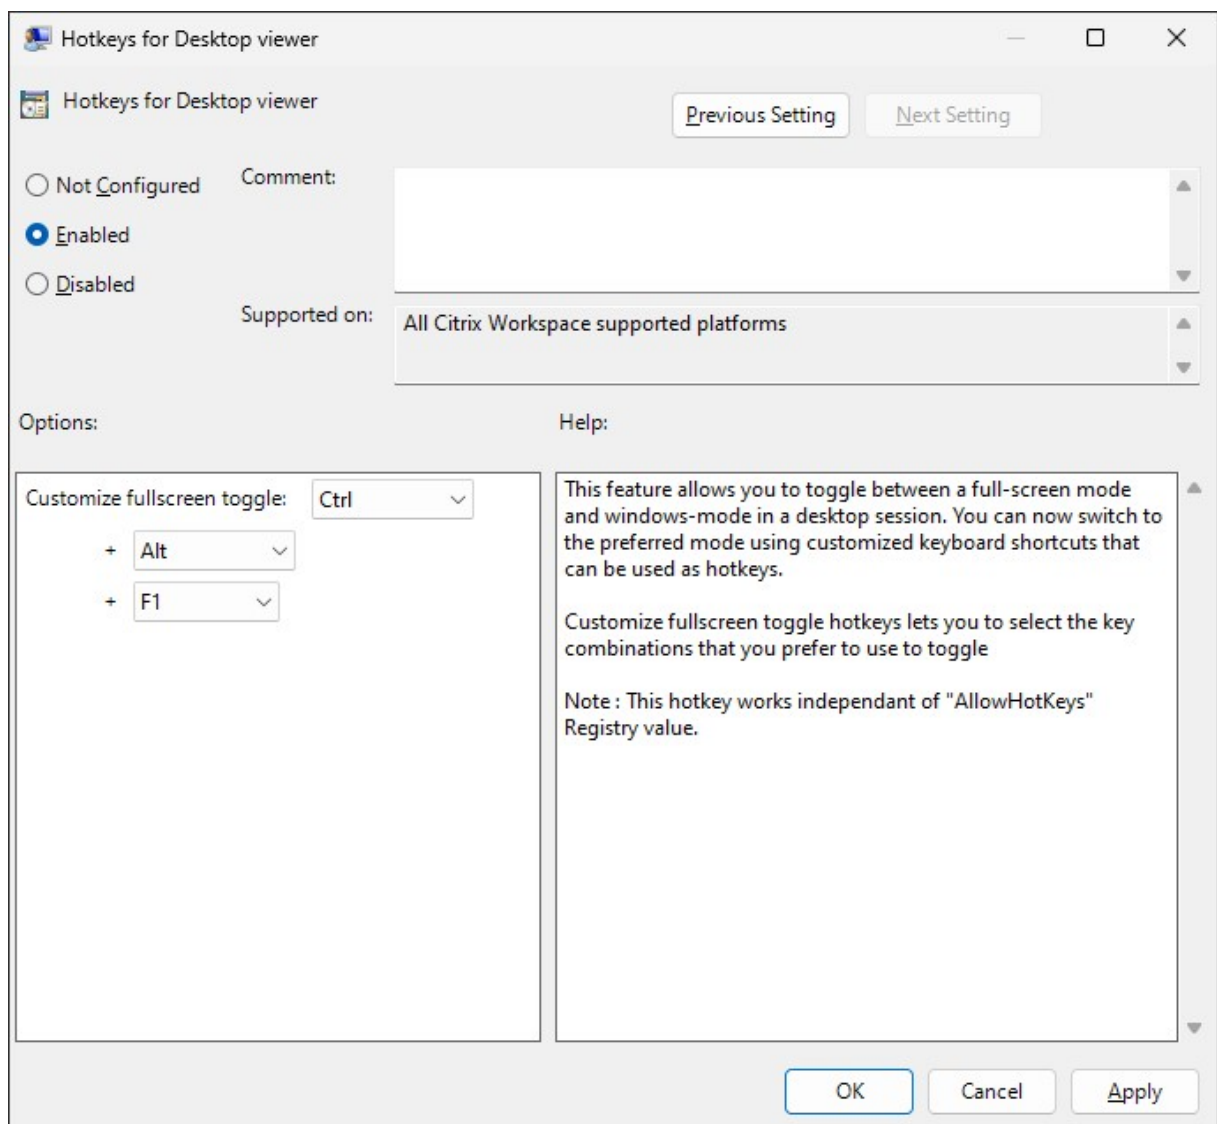 Hotkeys for Desktop viewer
Hotkeys for Desktop viewer
Previous Setting
Next Setting
Not Configured
Comment:
Enabled
Disabled
Supported on:
All Citrix Workspace supported platforms
Options:
Help:
Customize fullscreen toggle: Ctrl
+ Alt
+ F1
This feature allows you to toggle between a full-screen mode
and windows-mode in a desktop session. You can now switch to
the preferred mode using customized keyboard shortcuts that
can be used as hotkeys.
Customize fullscreen toggle hotkeys lets you to select the key
combinations that you prefer to use to toggle
Note : This hotkey works independant of "AllowHotKeys"
Registry value.
OK
Cancel
Apply